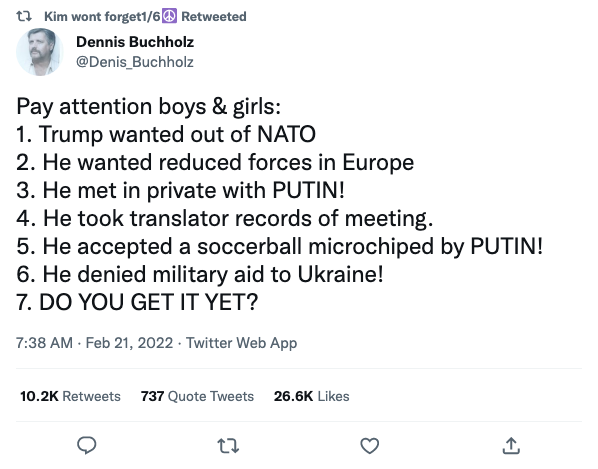 Kim wont forget1/6☮️ Retweeted
Dennis Buchholz
@Denis_Buchholz
Pay attention boys & girls:
1. Trump wanted out of NATO
2. He wanted reduced forces in Europe
3. He met in private with PUTIN!
4. He took translator records of meeting.
5. He accepted a soccerball microchiped by PUTIN!
6. He denied military aid to Ukraine!
7. DO YOU GET IT YET?
7:38 AM · Feb 21, 2022 · Twitter Web App
10.2K Retweets 737 Quote Tweets 26.6K Likes